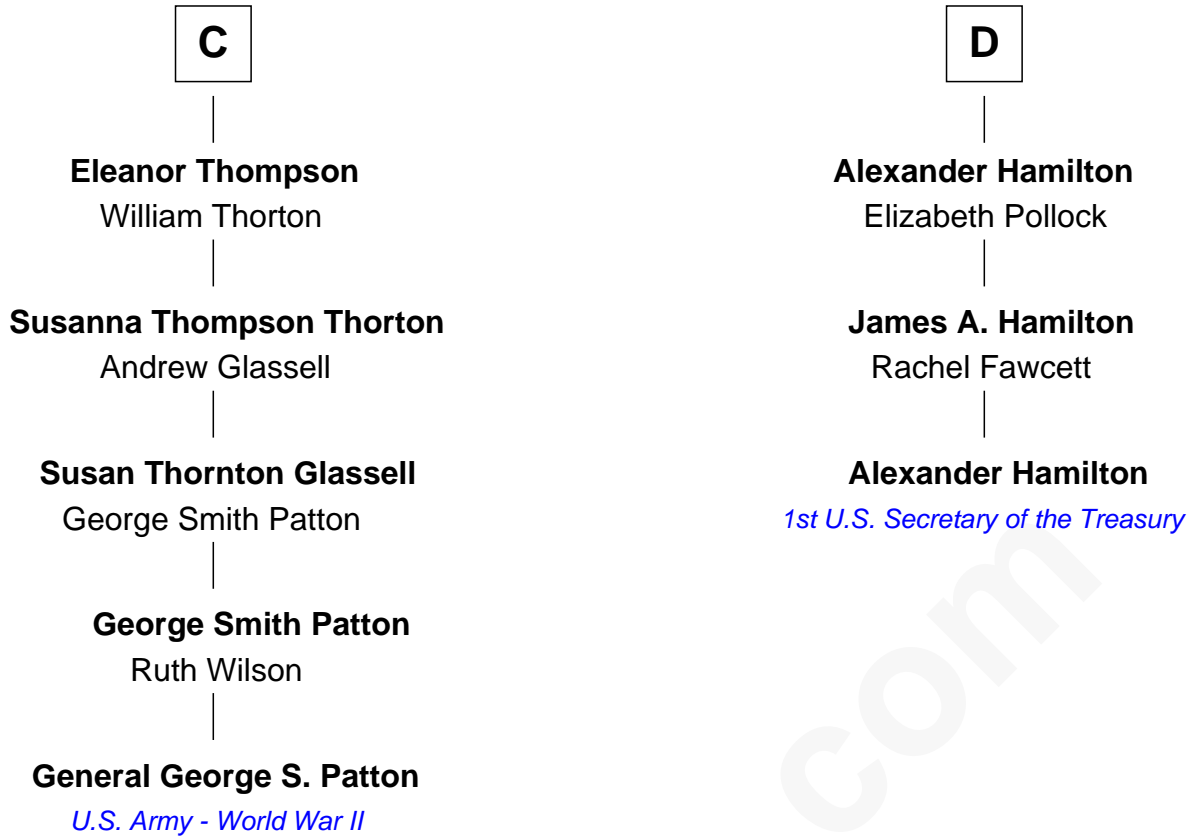 C
Eleanor Thompson
William Thorton
Susanna Thompson Thorton
Andrew Glassell
Susan Thornton Glassell
George Smith Patton
George Smith Patton
Ruth Wilson
General George S. Patton
U.S. Army - World War II
D
Alexander Hamilton
Elizabeth Pollock
James A. Hamilton
Rachel Fawcett
Alexander Hamilton
1st U.S. Secretary of the Treasury
com